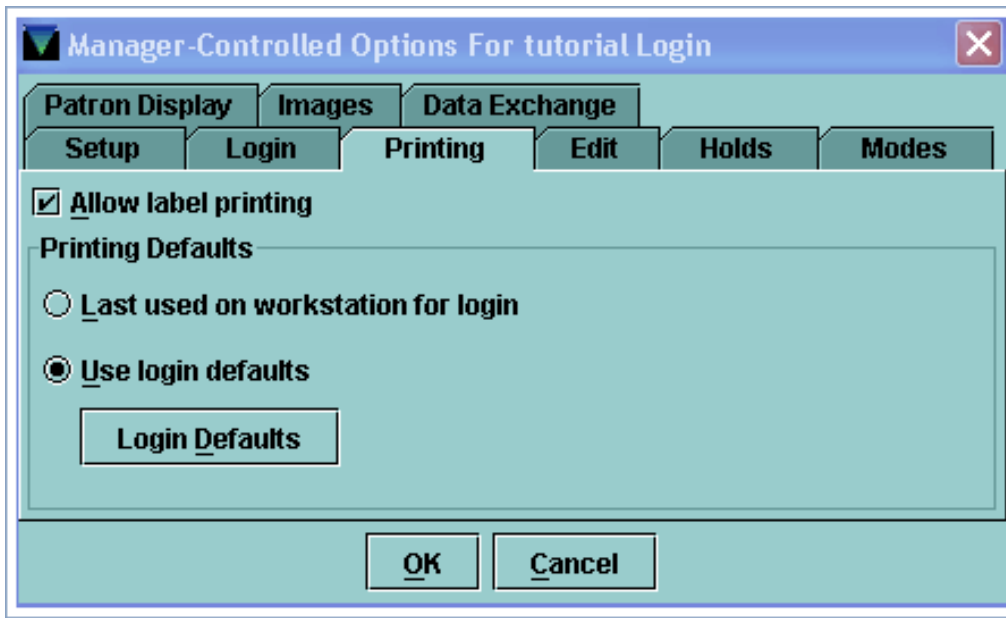 Manager-Controlled Options For tutorial Login
Patron Display Images Data Exchange
Setup Login Printing Edit Holds Modes
Allow label printing
Printing Defaults
Last used on workstation for login
Use login defaults
Login Defaults
OK Cancel